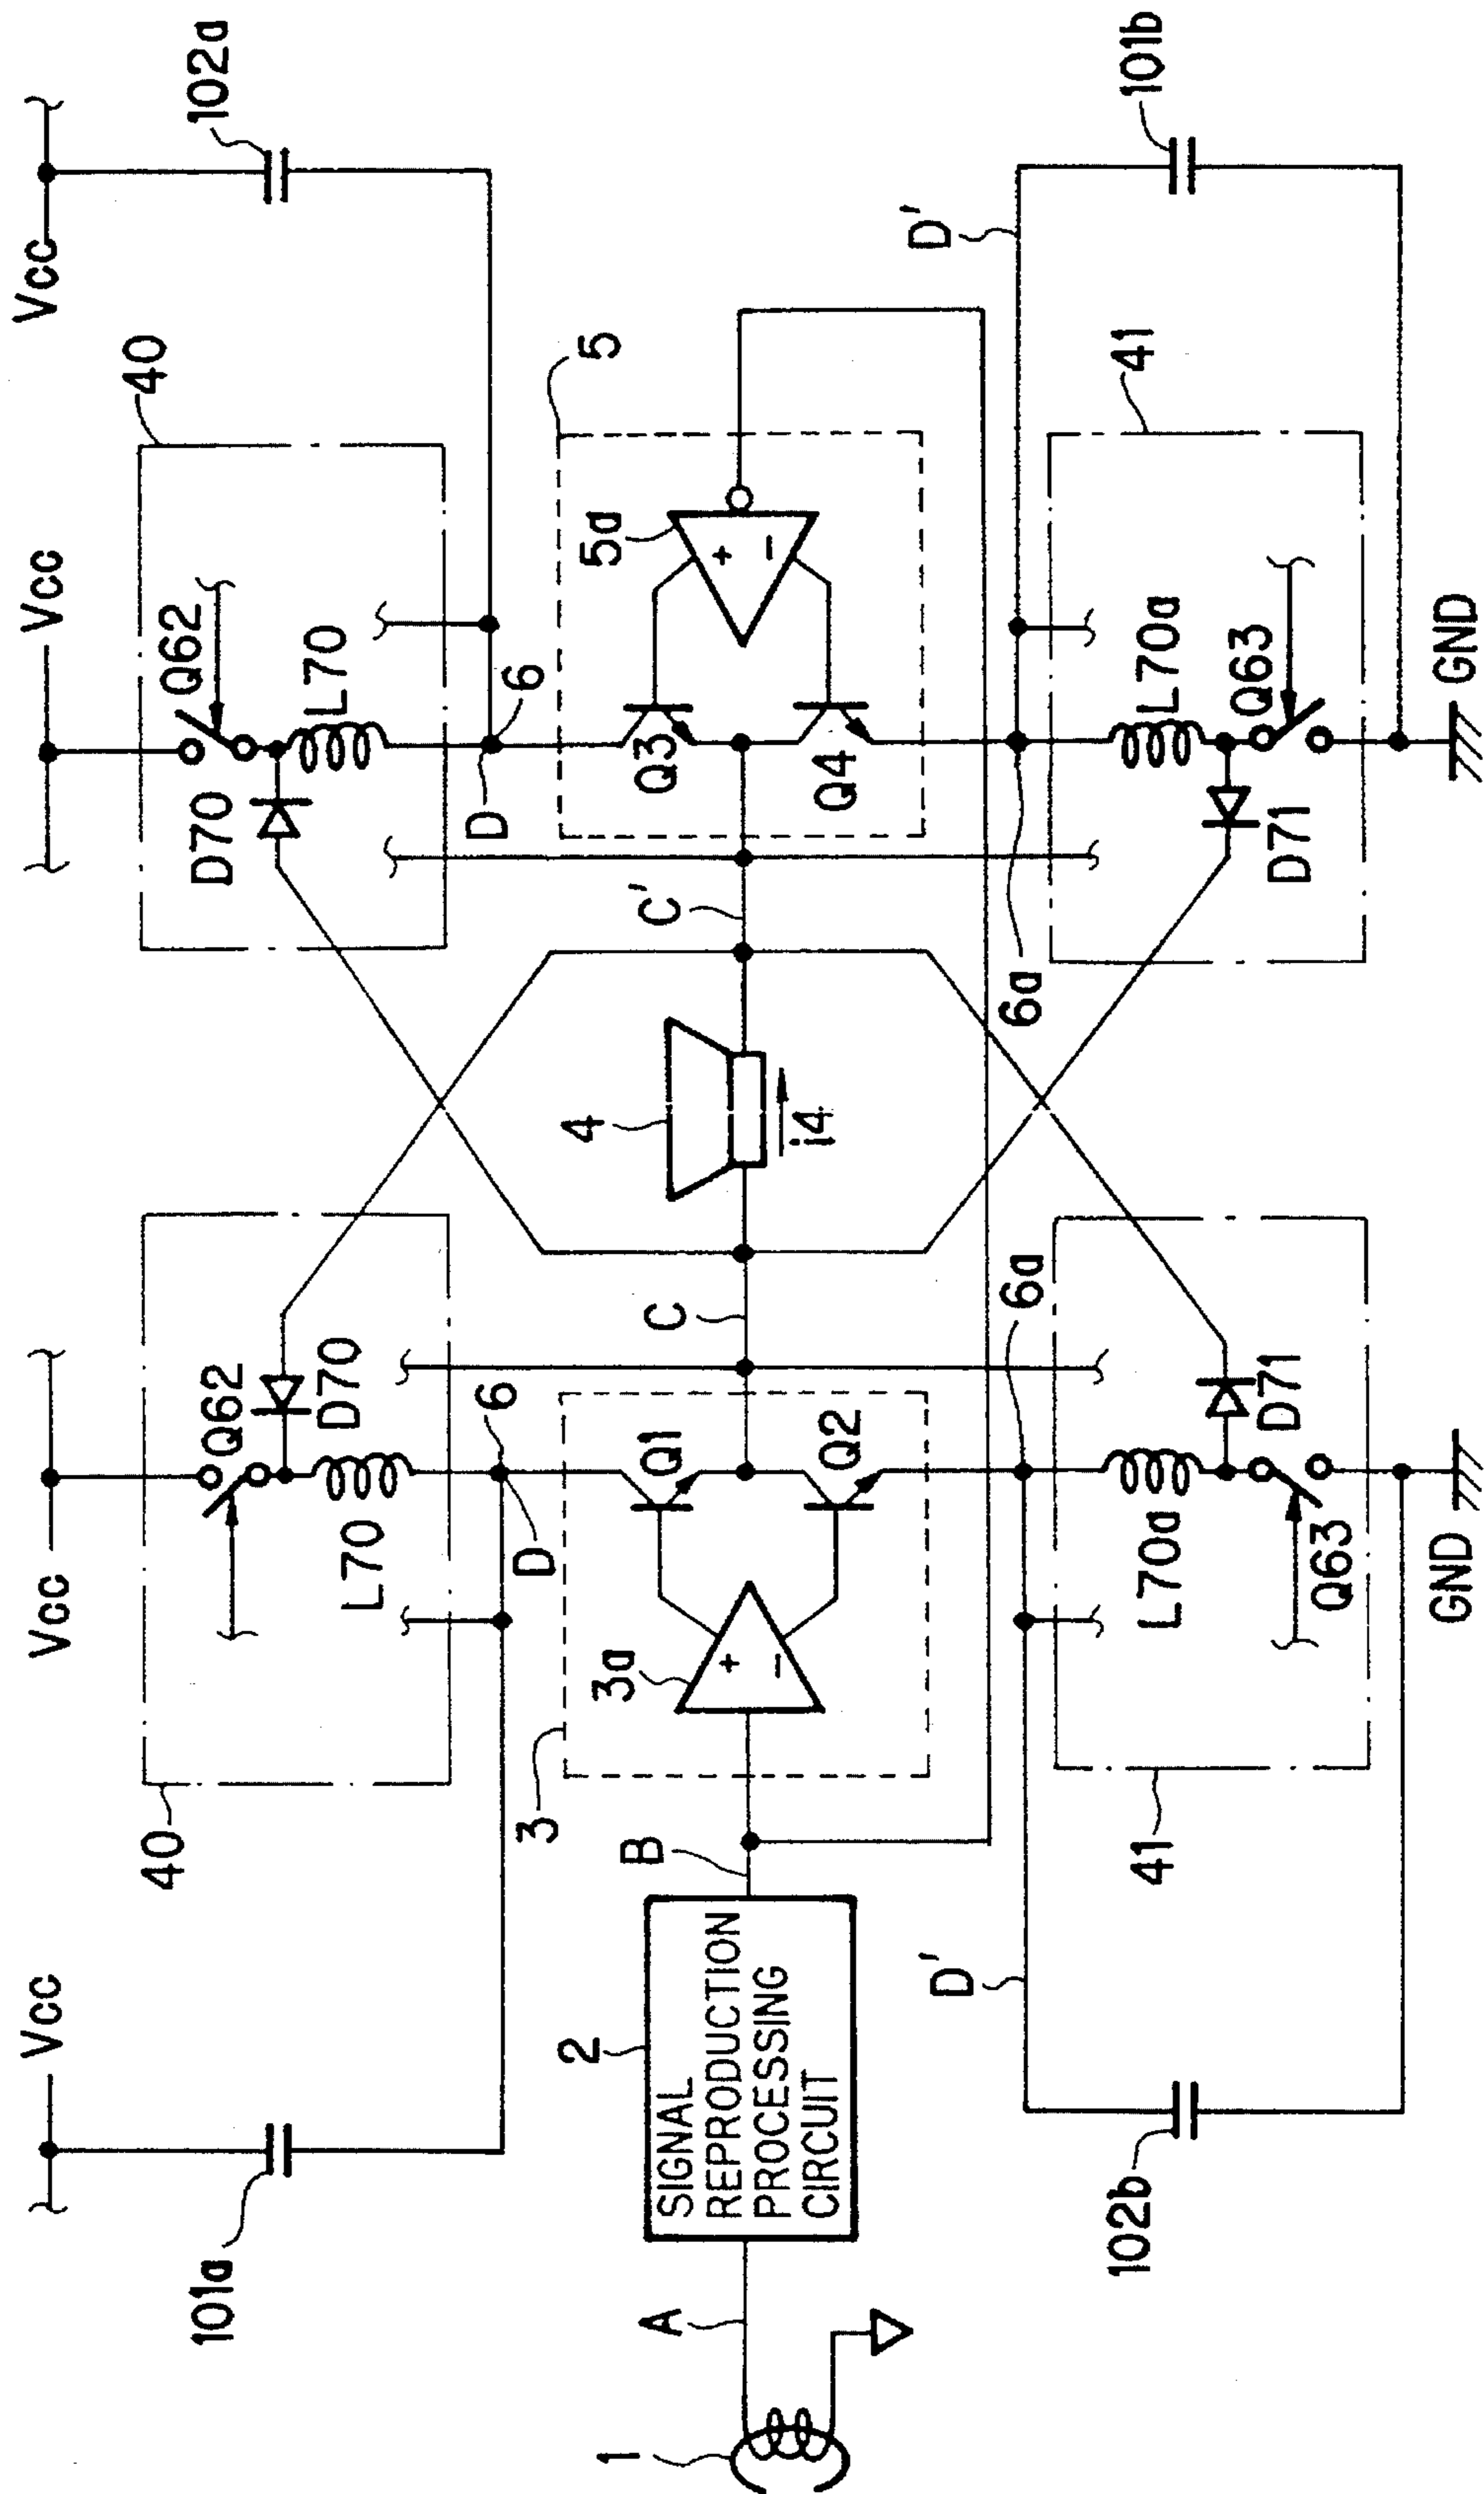 Vcc
Vcc
Vcc
Vcc
101a
40
Q62
D70
L70
40
Q62
D70
L70
102a
D
6
D
6
3
3a
Q1
Q2
C
4
i4
C'
Q3
Q4
5a
5
1
A
2
SIGNAL
REPRODUCTION
PROCESSING
CIRCUIT
B
+
−
+
−
D'
6a
6a
D'
102b
41
L70a
Q63
D71
D71
L70a
Q63
41
101b
GND
GND